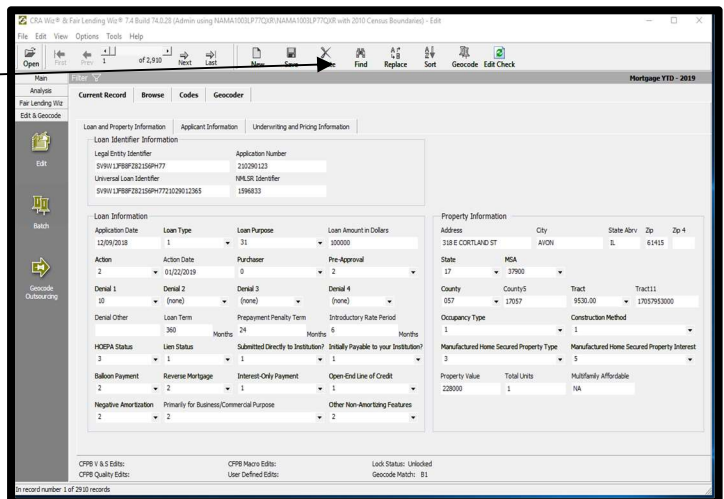 CRA Wiz® & Fair Lending Wiz® 7.4 Build 74.0.28 (Admin using NAMA1003LP77QXR\NAMA1003LP77QXR with 2010 Census Boundaries) - Edit
File Edit View Options Tools Help
Open First Prev 1 of 2,910 Next Last New Save Find Replace Sort Geocode Edit Check
Main Filter Mortgage YTD - 2019
Analysis
Fair Lending Wiz
Edit & Geocode
Edit
Batch
Geocode Outsourcing
Current Record Browse Codes Geocoder
Loan and Property Information Applicant Information Underwriting and Pricing Information
Loan Identifier Information
Legal Entity Identifier Application Number
SV9W1JFB8FZ821S6PH77 210290123
Universal Loan Identifier NMLSR Identifier
SV9W1JFB8FZ821S6PH7721029012365 1596833
Loan Information
Application Date Loan Type Loan Purpose Loan Amount in Dollars
12/09/2018 1 31 100000
Action Action Date Purchaser Pre-Approval
2 01/22/2019 0 2
Denial 1 Denial 2 Denial 3 Denial 4
10 (none) (none) (none)
Denial Other Loan Term Prepayment Penalty Term Introductory Rate Period
360 Months 24 Months 6 Months
HOEPA Status Lien Status Submitted Directly to Institution? Initially Payable to your Institution?
3 1 1 1
Balloon Payment Reverse Mortgage Interest-Only Payment Open-End Line of Credit
2 2 1 1
Negative Amortization Primarily for Business/Commercial Purpose Other Non-Amortizing Features
2 2 2
Property Information
Address City State Abrv Zip Zip 4
318 E CORTLAND ST AVON IL 61415
State MSA
17 37900
County County5 Tract Tract11
057 17057 9530.00 17057953000
Occupancy Type Construction Method
1 1
Manufactured Home Secured Property Type Manufactured Home Secured Property Interest
3 5
Property Value Total Units Multifamily Affordable
228000 1 NA
CFPB V & S Edits: CFPB Macro Edits: Lock Status: Unlocked
CFPB Quality Edits: User Defined Edits: Geocode Match: B1
In record number 1 of 2910 records